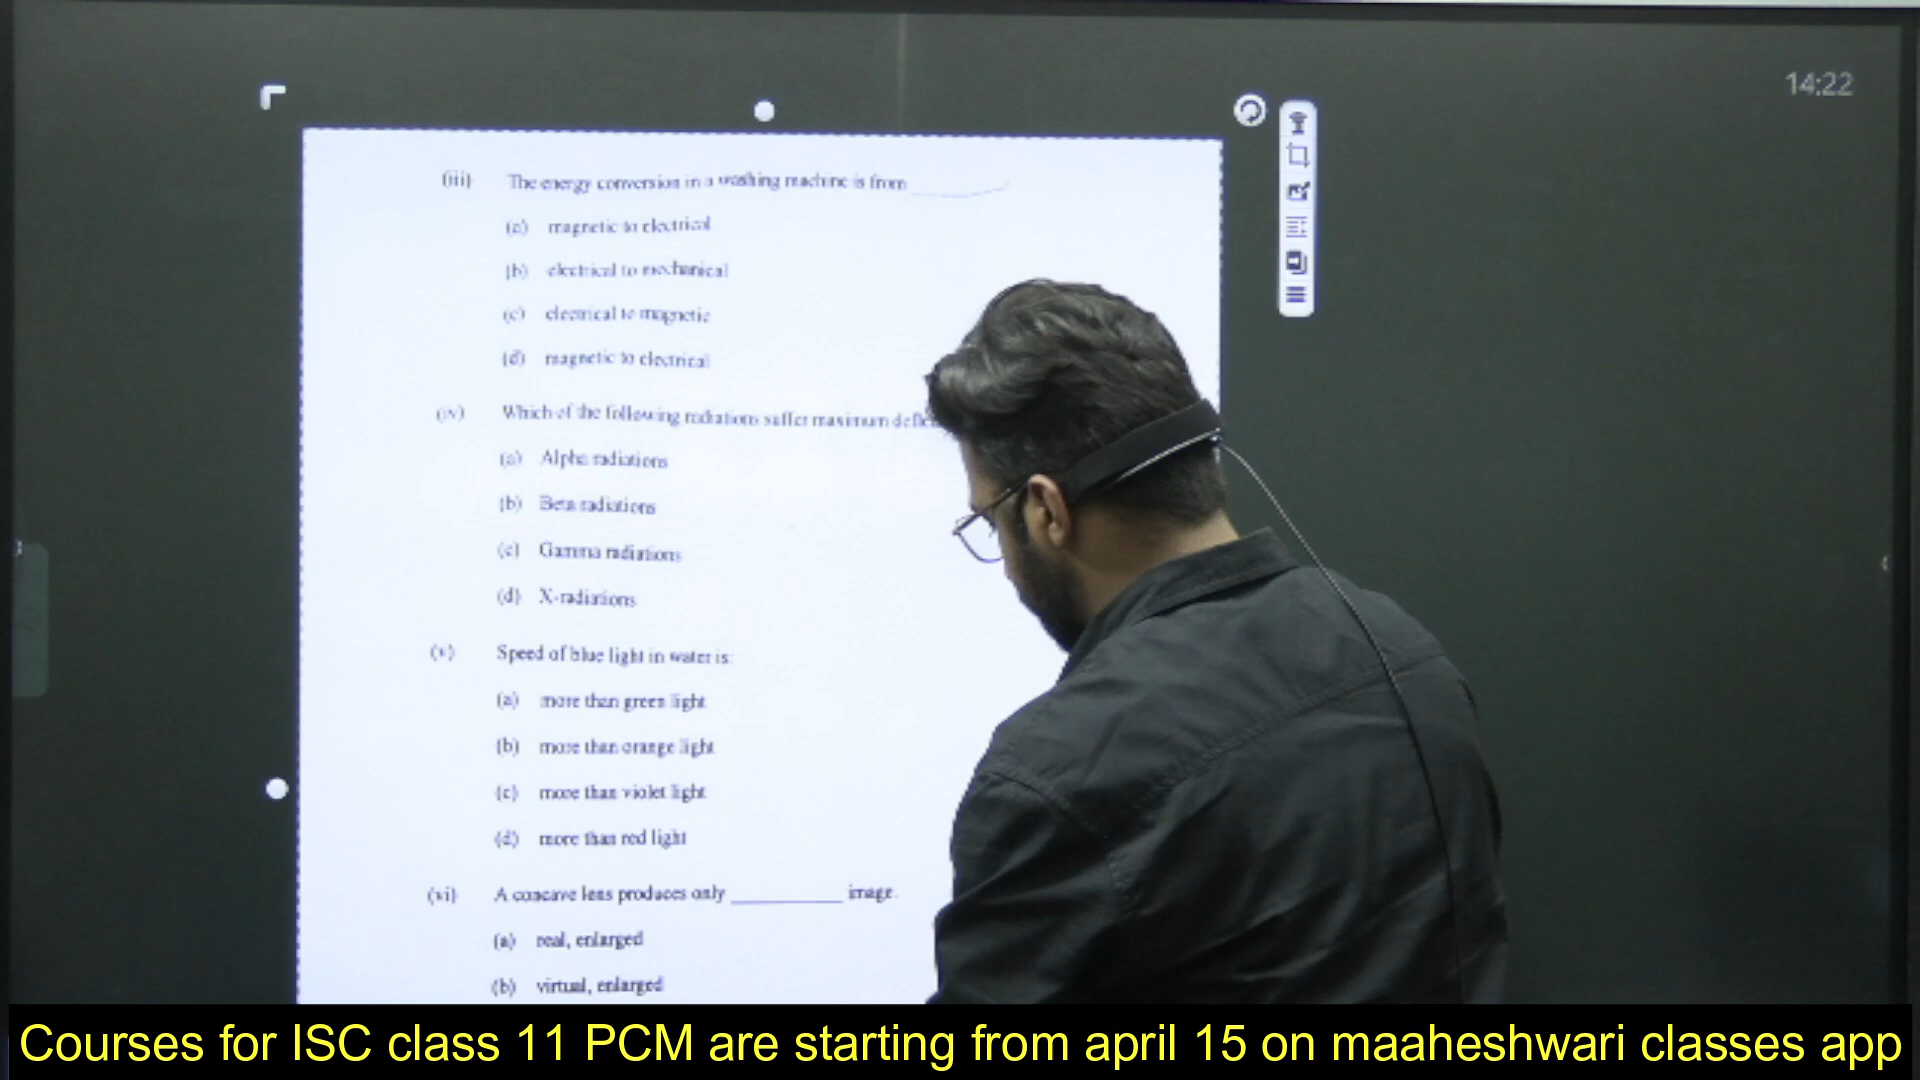 14:22
(iii) The energy conversion in a washing machine is from ________.
(a) magnetic to electrical
(b) electrical to mechanical
(c) electrical to magnetic
(d) magnetic to electrical
(iv) Which of the following radiations suffer maximum
(a) Alpha radiations
(b) Beta radiations
(c) Gamma radiations
(d) X-radiations
(v) Speed of blue light in water is:
(a) more than green light
(b) more than orange light
(c) more than violet light
(d) more than red light
(vi) A concave lens produces only __________ image.
(a) real, enlarged
(b) virtual, enlarged
Courses for ISC class 11 PCM are starting from april 15 on maaheshwari classes app